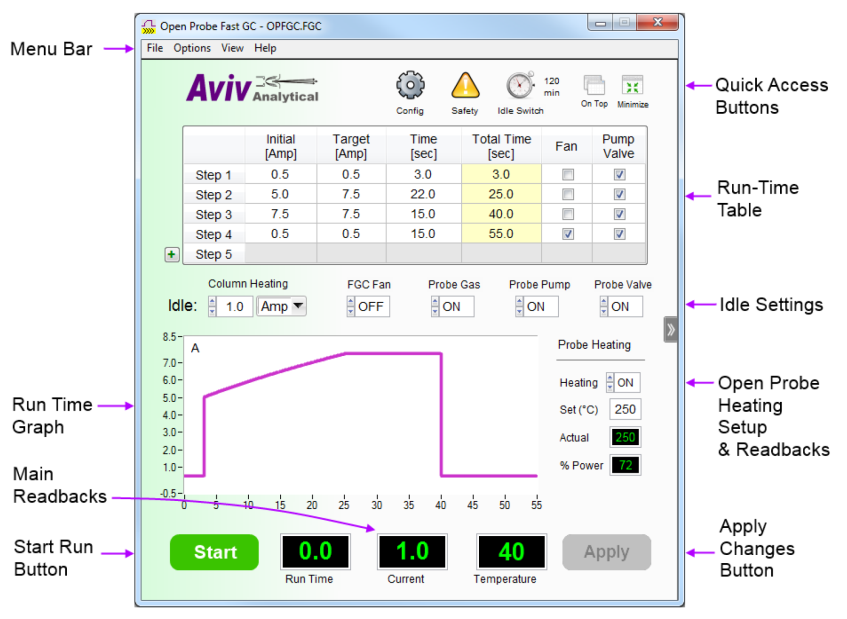 Open Probe Fast GC - OPFGC.FGC
Menu Bar
File Options View Help
Aviv Analytical
Config
Safety
Idle Switch
120 min
On Top
Minimize
Quick Access Buttons
Initial [Amp] Target [Amp] Time [sec] Total Time [sec] Fan Pump Valve
Step 1 0.5 0.5 3.0 3.0
Step 2 5.0 7.5 22.0 25.0
Step 3 7.5 7.5 15.0 40.0
Step 4 0.5 0.5 15.0 55.0
Step 5
Run-Time Table
Column Heating FGC Fan Probe Gas Probe Pump Probe Valve
Idle: 1.0 Amp OFF ON ON ON
Idle Settings
8.5
7.0
6.0
5.0
4.0
3.0
2.0
1.0
-0.5
A
0 5 10 15 20 25 30 35 40 45 50 55
Run Time Graph
Probe Heating
Heating ON
Set (°C) 250
Actual 250
% Power 72
Open Probe Heating Setup & Readbacks
Main Readbacks
Start Run Button
Start
0.0
Run Time
1.0
Current
40
Temperature
Apply
Apply Changes Button